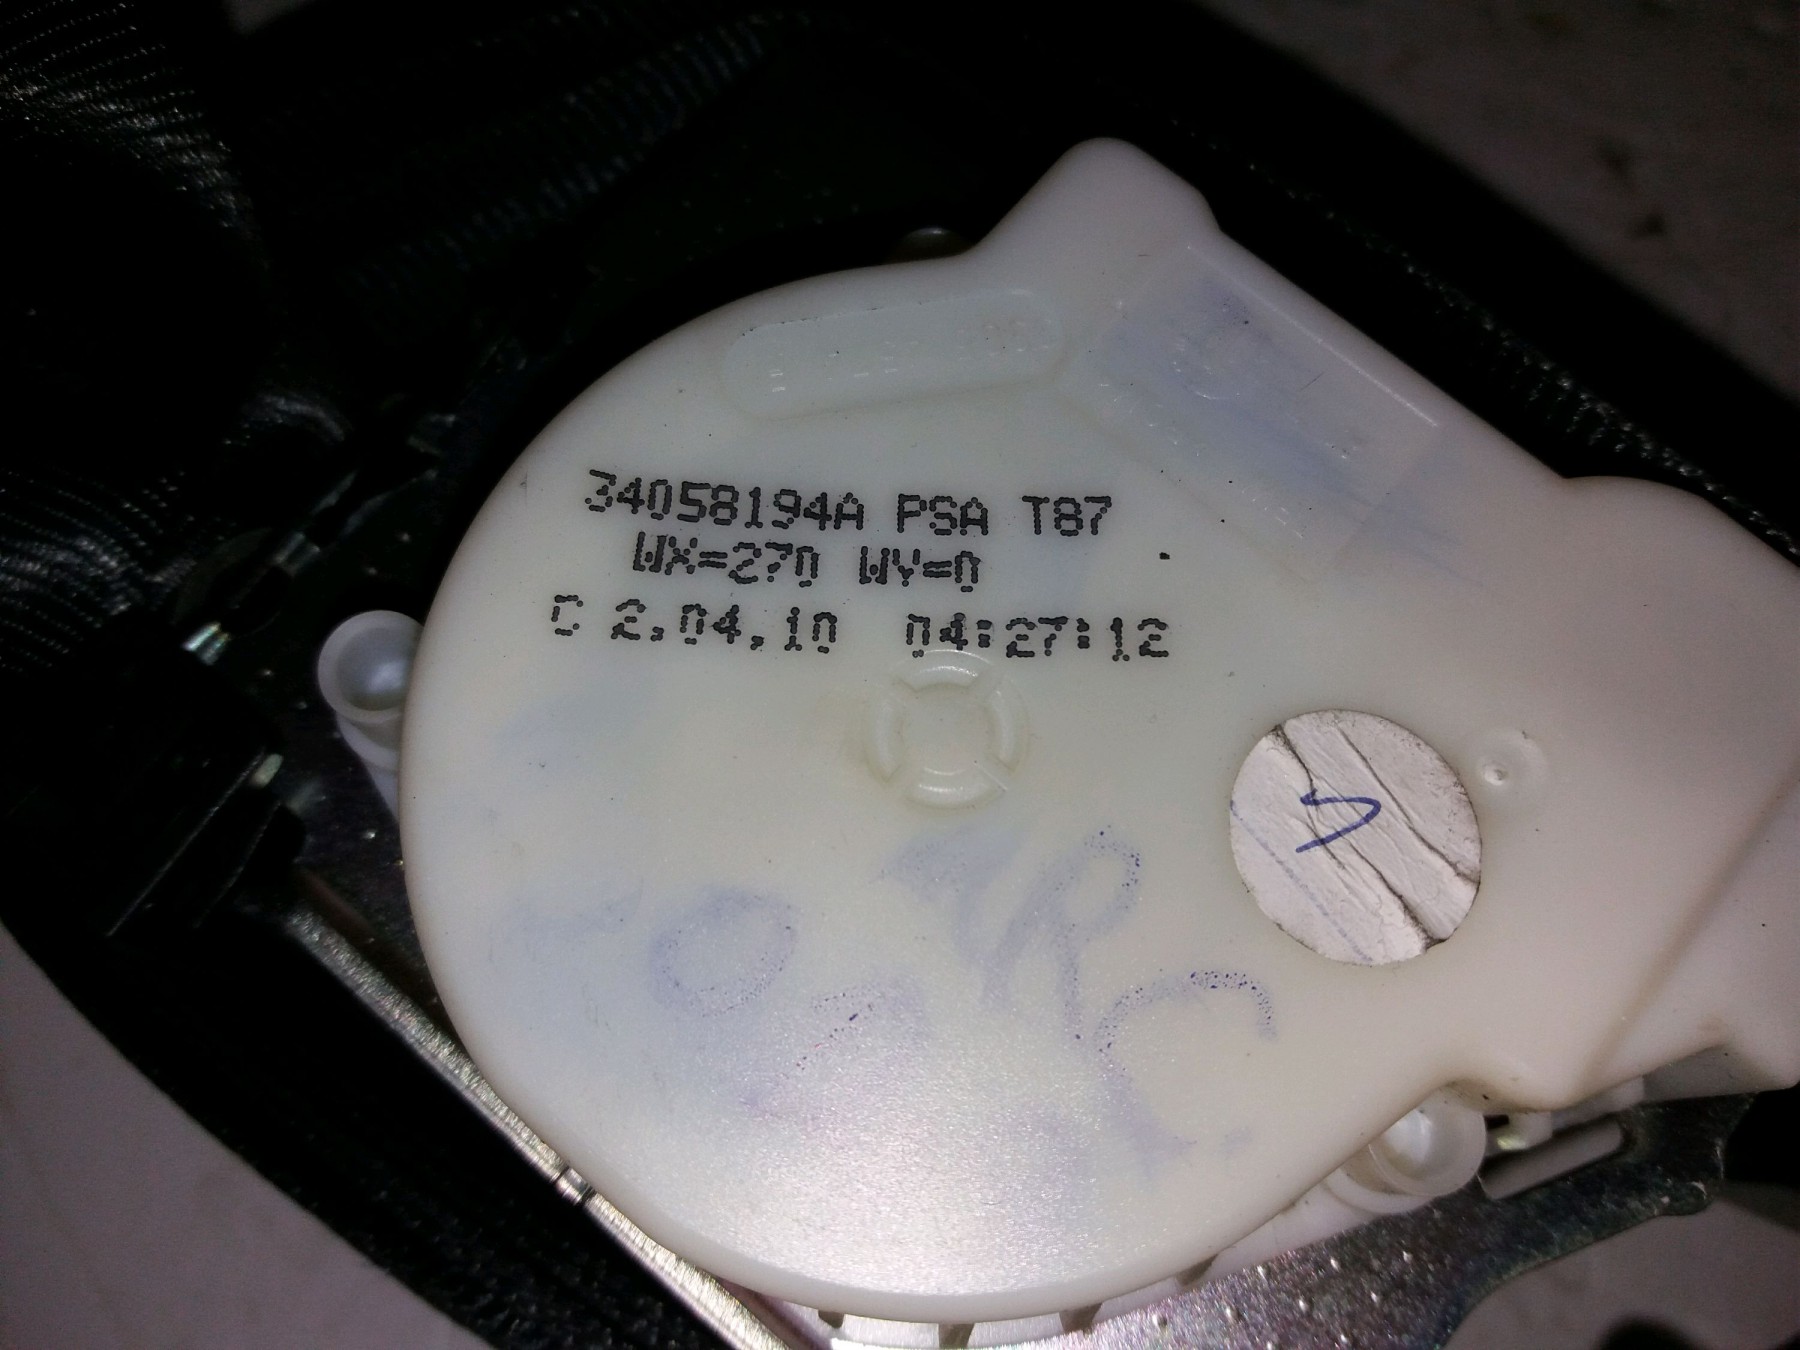 34058194A PSA T87
WX=270 WY=0
C 2.04.10 04:27:12